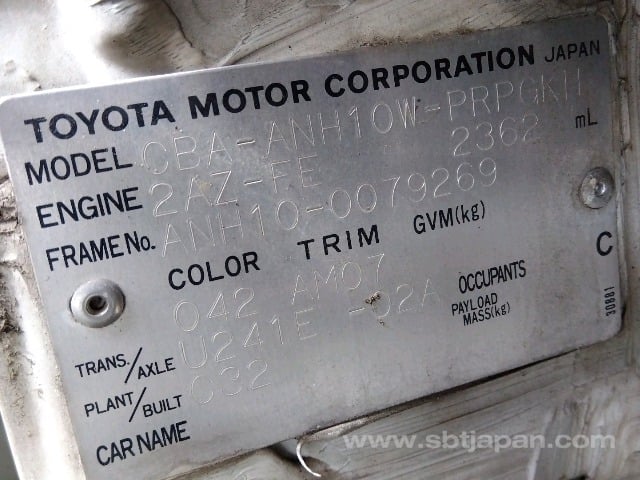 TOYOTA MOTOR CORPORATION JAPAN
MODEL CBA-ANH10W-PRPGK
ENGINE 2AZ-FE 2362 mL
FRAME No. ANH10-0079269
COLOR TRIM GVM(kg)
042 AM07
C
TRANS./AXLE U241E -02A OCCUPANTS
PAYLOAD MASS(kg)
PLANT/BUILT C32
CAR NAME
30881
www.sbtjapan.com